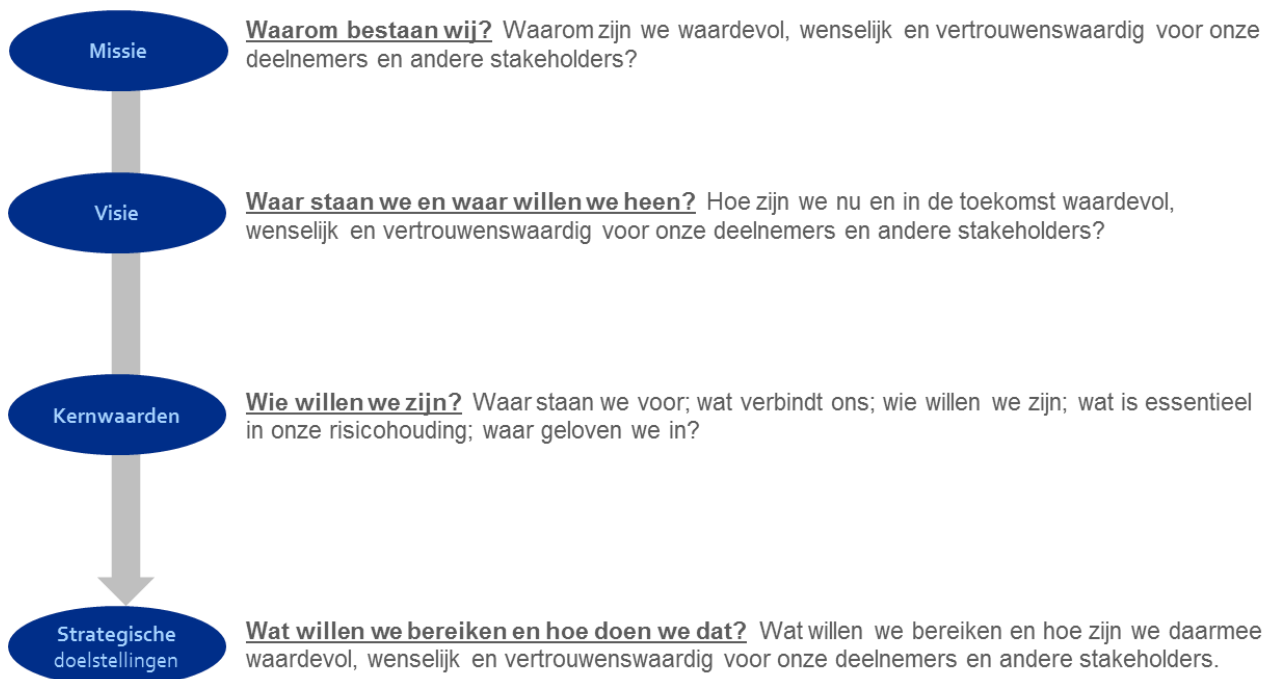 Missie
Waarom bestaan wij? Waarom zijn we waardevol, wenselijk en vertrouwenswaardig voor onze
deelnemers en andere stakeholders?
Visie
Waar staan we en waar willen we heen? Hoe zijn we nu en in de toekomst waardevol,
wenselijk en vertrouwenswaardig voor onze deelnemers en andere stakeholders?
Kernwaarden
Wie willen we zijn? Waar staan we voor; wat verbindt ons; wie willen we zijn; wat is essentieel
in onze risicohouding; waar geloven we in?
Strategische
doelstellingen
Wat willen we bereiken en hoe doen we dat? Wat willen we bereiken en hoe zijn we daarmee
waardevol, wenselijk en vertrouwenswaardig voor onze deelnemers en andere stakeholders.